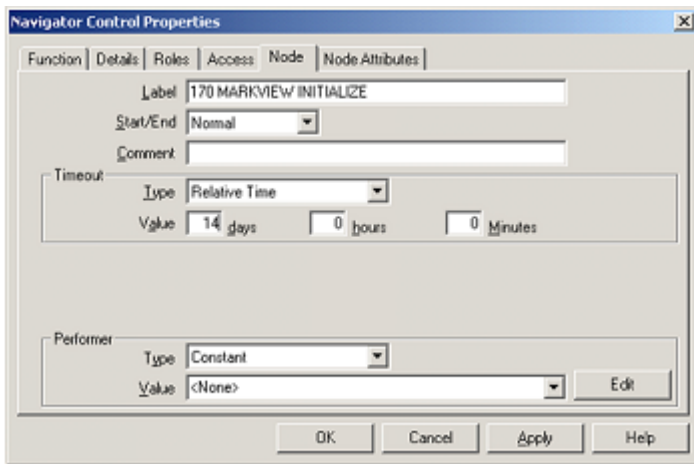 Navigator Control Properties
Function Details Roles Access Node Node Attributes
Label 170 MARKVIEW INITIALIZE
Start/End Normal
Comment
Timeout
Type Relative Time
Value 14 days 0 hours 0 Minutes
Performer
Type Constant
Value <None> Edit
OK Cancel Apply Help